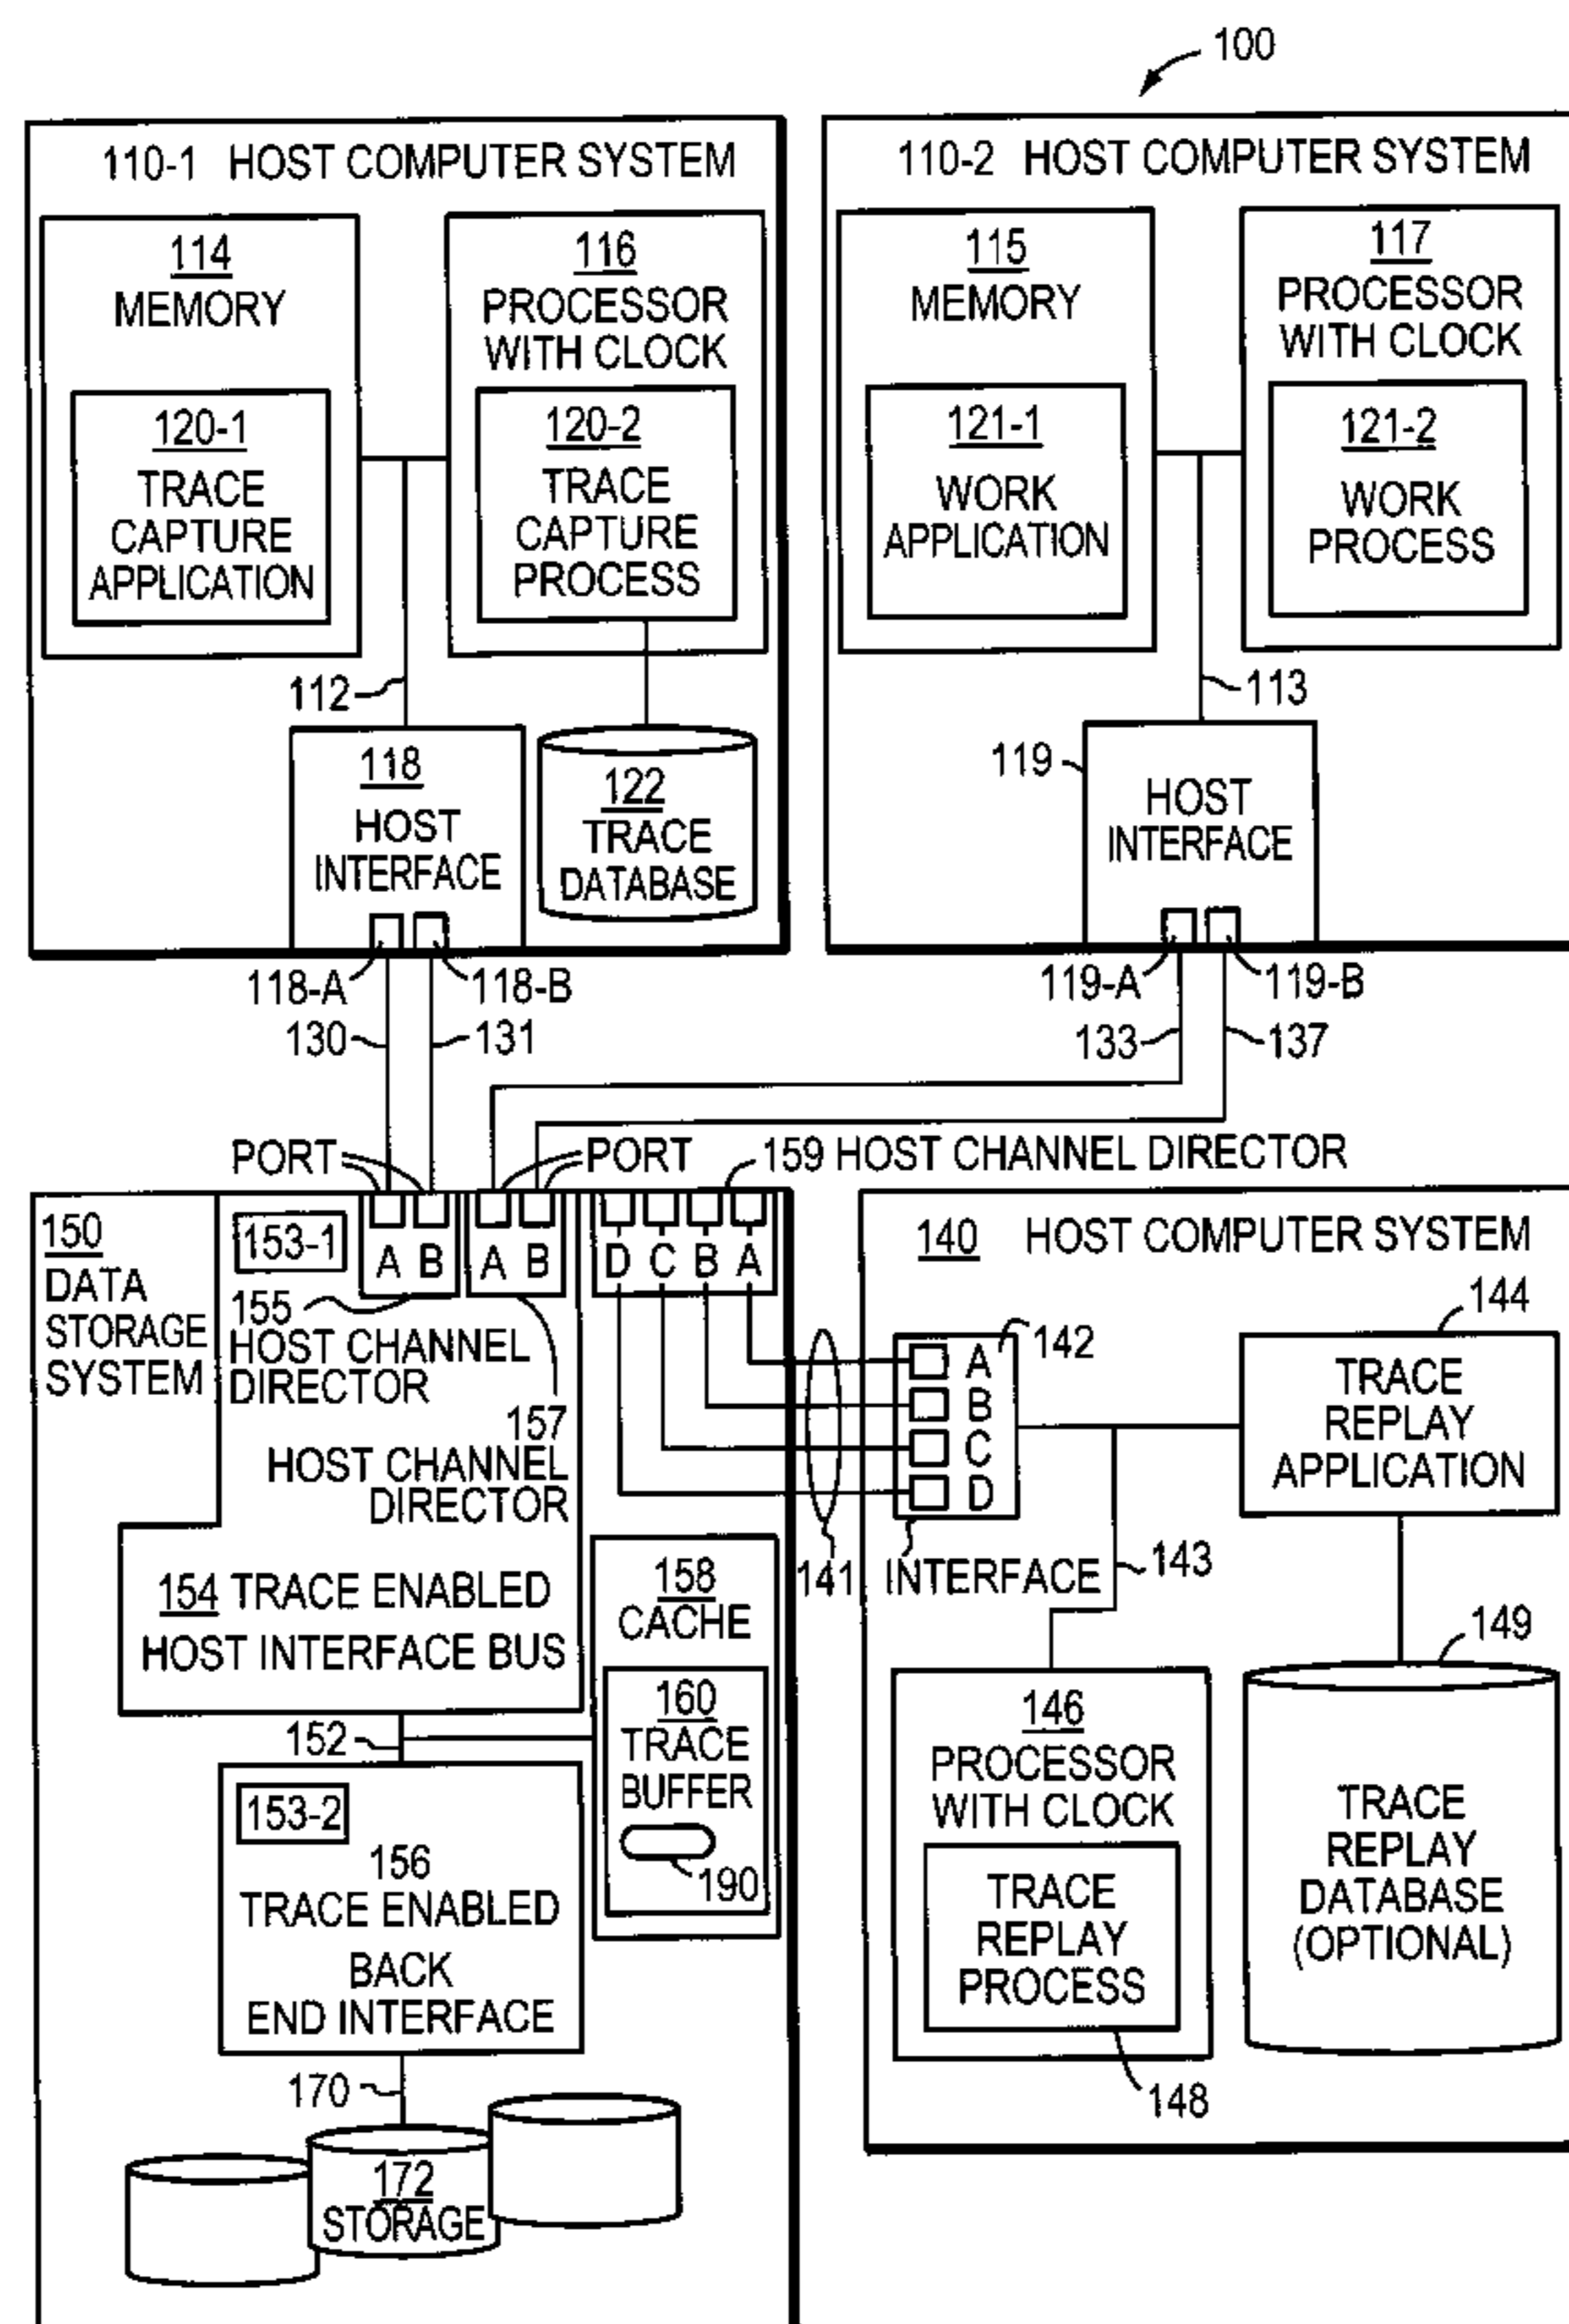 100
110-1 HOST COMPUTER SYSTEM
114
MEMORY
120-1
TRACE
CAPTURE
APPLICATION
116
PROCESSOR
WITH CLOCK
120-2
TRACE
CAPTURE
PROCESS
112
118
HOST
INTERFACE
122
TRACE
DATABASE
118-A
118-B
130
131
110-2 HOST COMPUTER SYSTEM
115
MEMORY
121-1
WORK
APPLICATION
117
PROCESSOR
WITH CLOCK
121-2
WORK
PROCESS
113
119
HOST
INTERFACE
119-A
119-B
133
137
PORT
PORT
159 HOST CHANNEL DIRECTOR
150
DATA
STORAGE
SYSTEM
153-1
A B
A B
D C B A
155
HOST CHANNEL
DIRECTOR
157
HOST CHANNEL
DIRECTOR
154 TRACE ENABLED
HOST INTERFACE BUS
158
CACHE
160
TRACE
BUFFER
190
152
153-2
156
TRACE ENABLED
BACK
END INTERFACE
170
172
STORAGE
141
140 HOST COMPUTER SYSTEM
142
A
B
C
D
INTERFACE
144
TRACE
REPLAY
APPLICATION
143
146
PROCESSOR
WITH CLOCK
TRACE
REPLAY
PROCESS
148
149
TRACE
REPLAY
DATABASE
(OPTIONAL)